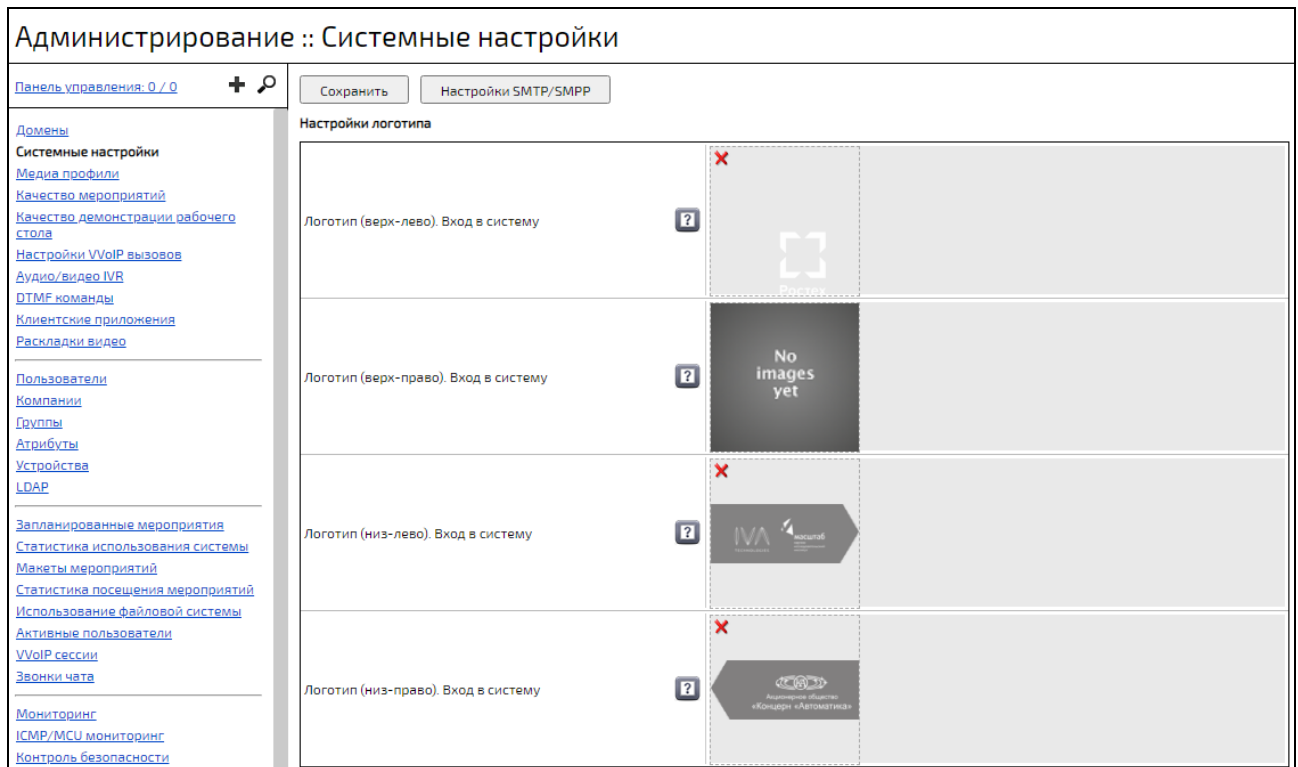 Администрирование :: Системные настройки
Панель управления: 0 / 0
Домены
Системные настройки
Медиа профили
Качество мероприятий
Качество демонстрации рабочего
стола
Настройки VVoIP вызовов
Аудио/видео IVR
DTMF команды
Клиентские приложения
Раскладки видео
Пользователи
Компании
Группы
Атрибуты
Устройства
LDAP
Запланированные мероприятия
Статистика использования системы
Макеты мероприятий
Статистика посещения мероприятий
Использование файловой системы
Активные пользователи
VVoIP сессии
Звонки чата
Мониторинг
ICMP/MCU мониторинг
Контроль безопасности
Сохранить
Настройки SMTP/SMPP
Настройки логотипа
Логотип (верх-лево). Вход в систему
?
Ростех
Логотип (верх-право). Вход в систему
?
No
images
yet
Логотип (низ-лево). Вход в систему
?
IVA
масштаб
Логотип (низ-право). Вход в систему
?
Акционерное общество
«Концерн «Автоматика»